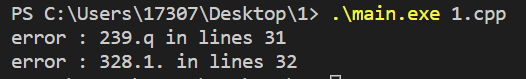 PS C:\Users\17307\Desktop\1> .\main.exe 1.cpp
error : 239.q in lines 31
error : 328.1. in lines 32